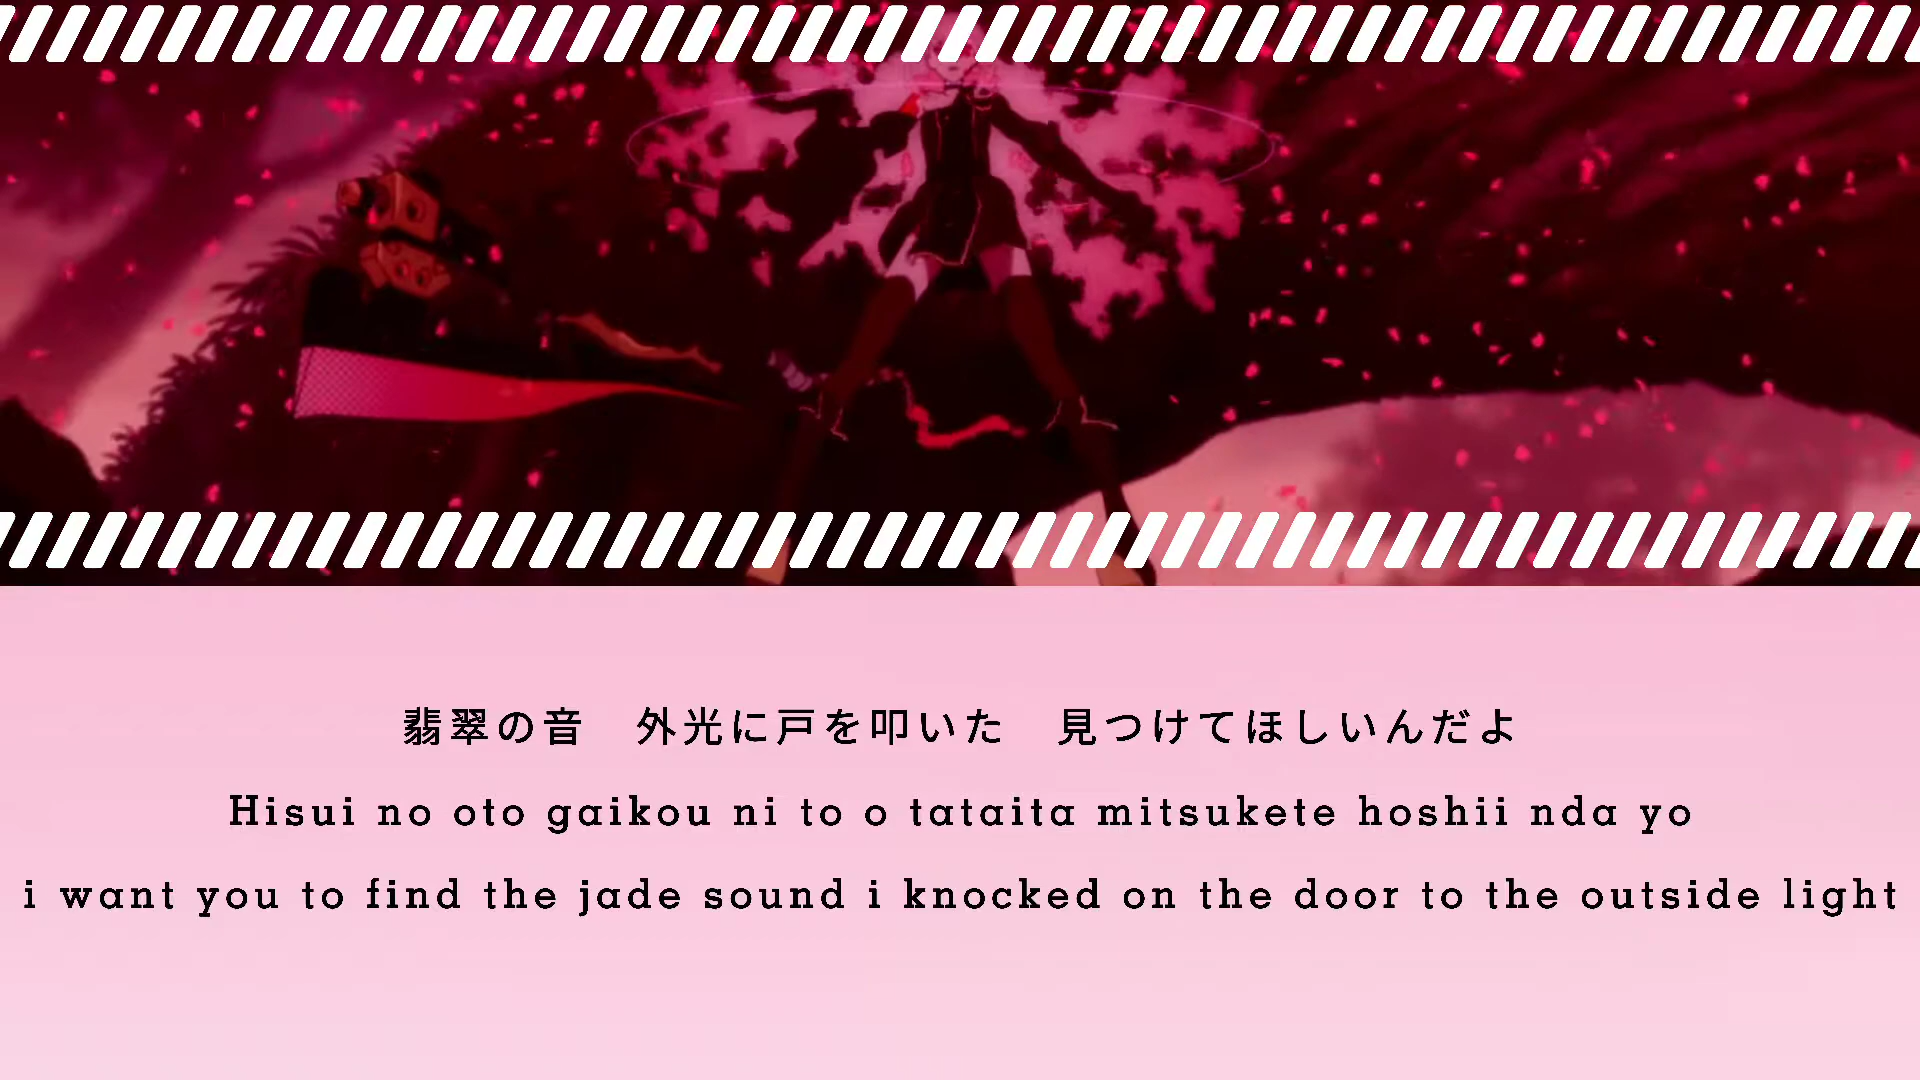 翡翠の音　外光に戸を叩いた　見つけてほしいんだよ
Hisui no oto gaikou ni to o tataita mitsukete hoshii nda yo
i want you to find the jade sound i knocked on the door to the outside light